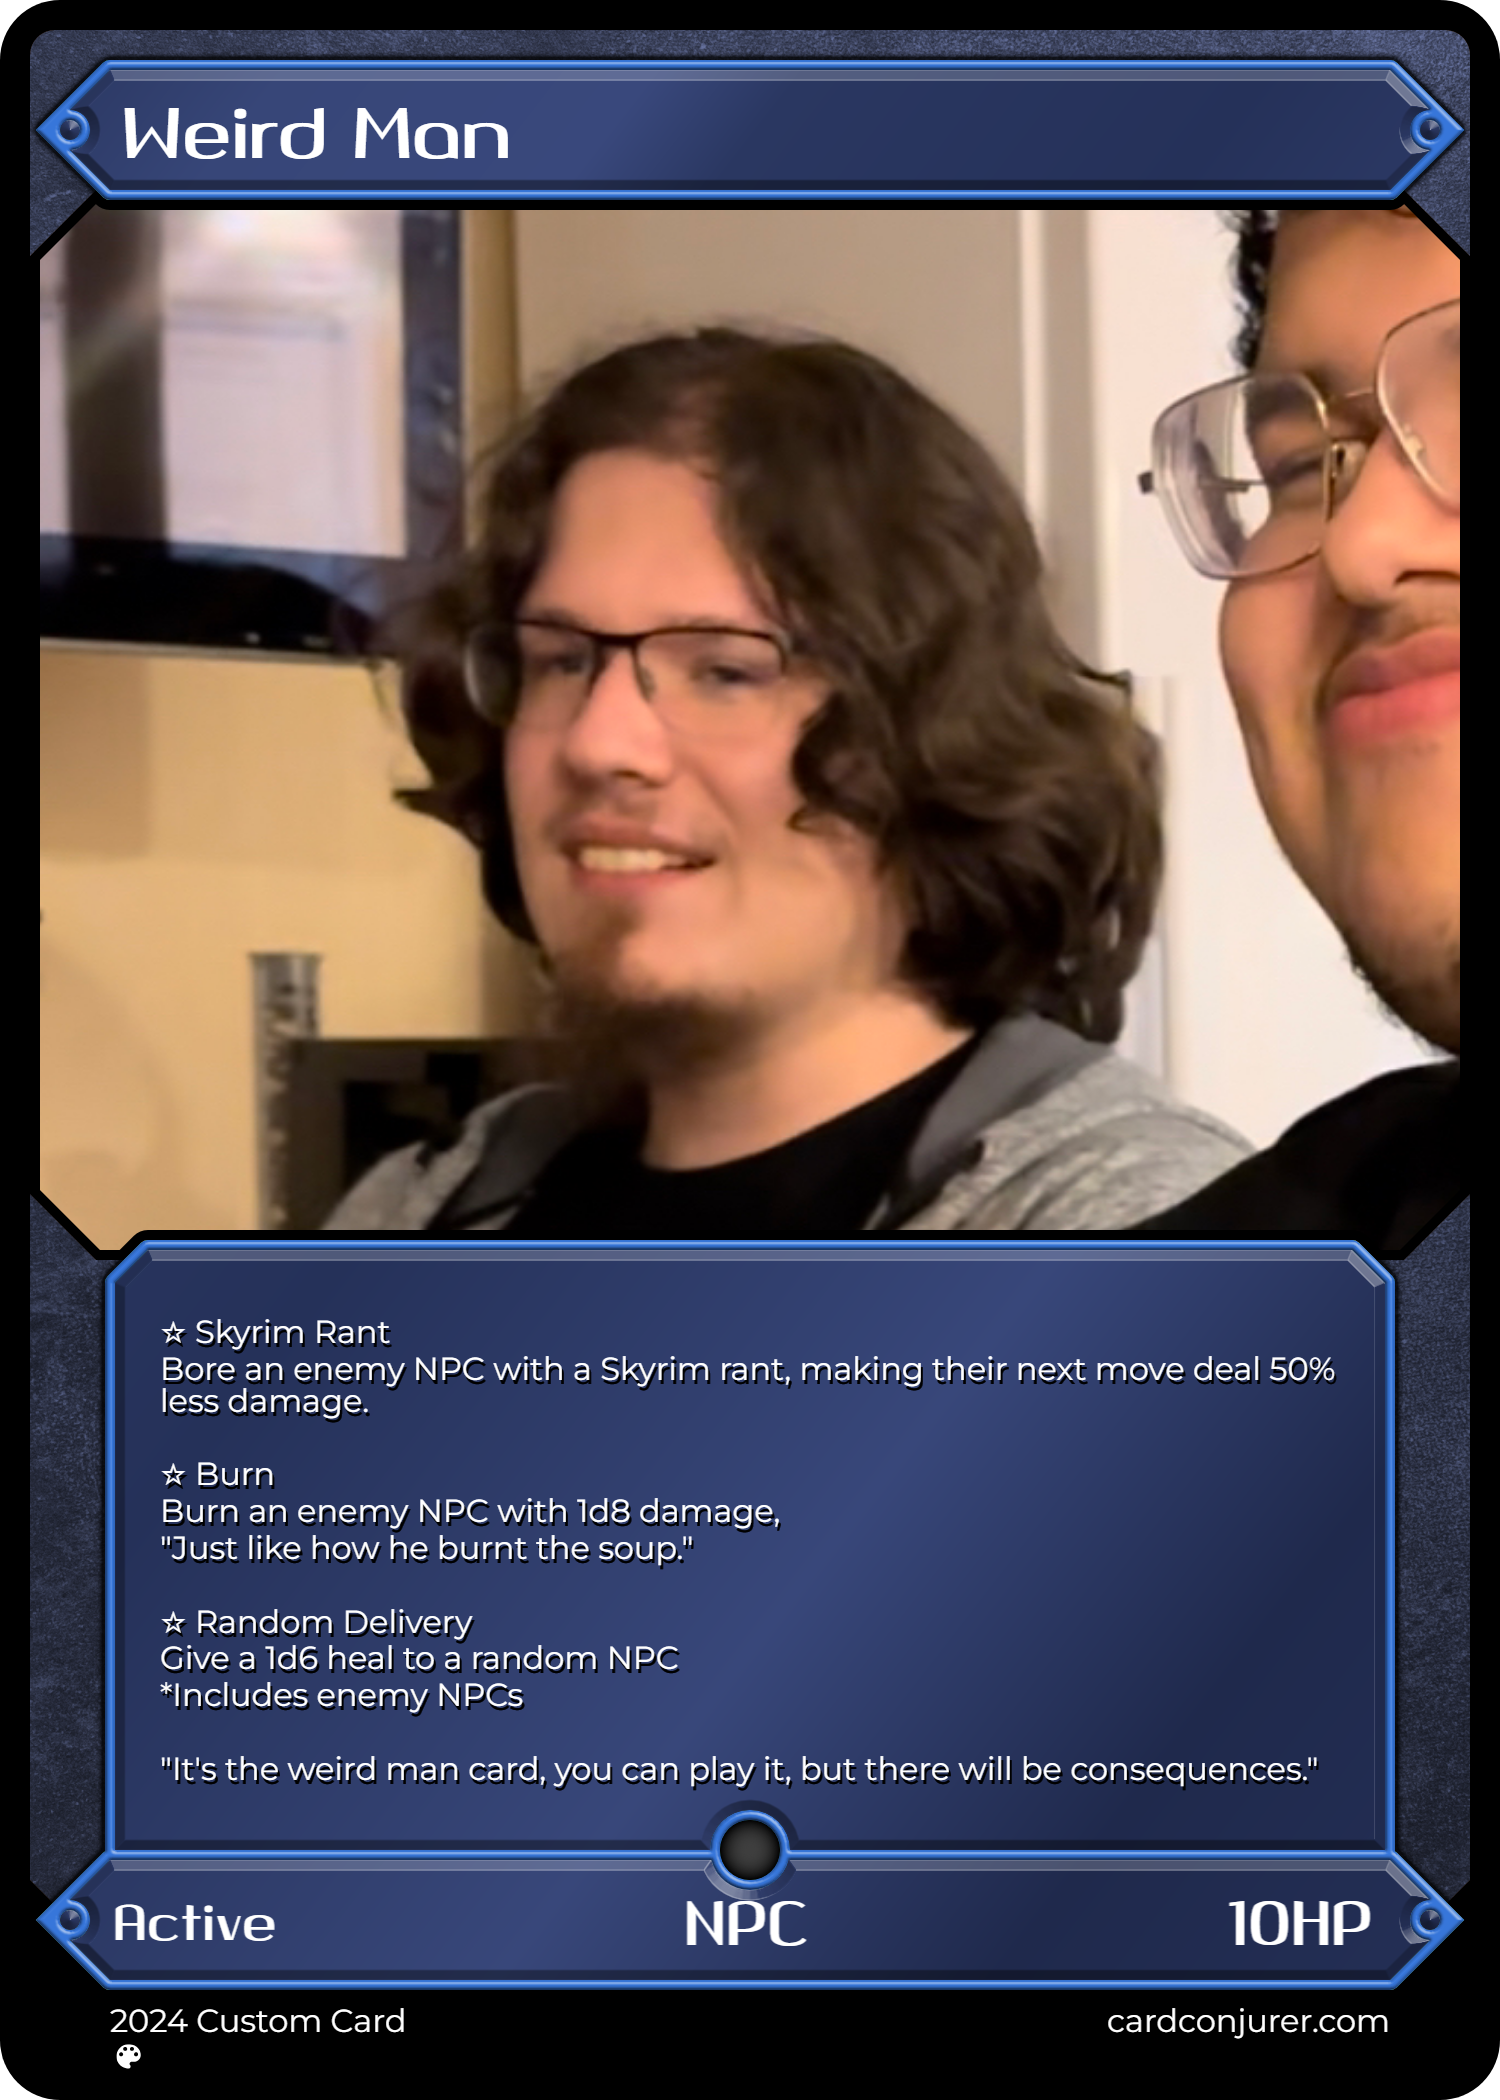 Weird Man
☆ Skyrim Rant
Bore an enemy NPC with a Skyrim rant, making their next move deal 50%
less damage.
☆ Burn
Burn an enemy NPC with 1d8 damage,
"Just like how he burnt the soup."
☆ Random Delivery
Give a 1d6 heal to a random NPC
*Includes enemy NPCs
"It's the weird man card, you can play it, but there will be consequences."
Active NPC 10HP
2024 Custom Card cardconjurer.com